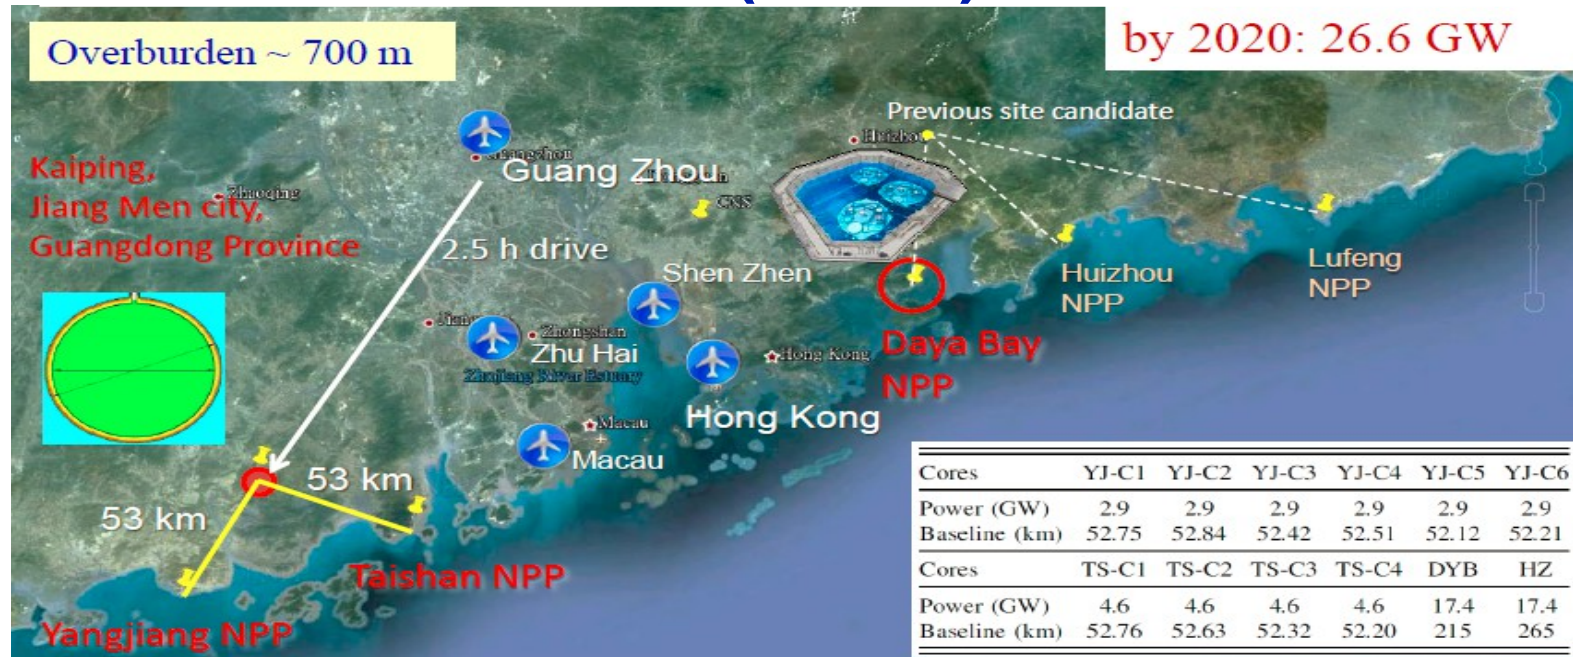 Overburden ~ 700 m
by 2020: 26.6 GW
Previous site candidate
Huizhou
Guang Zhou
Kaiping,
Jiang Men city,
Guangdong Province
Zhaoqing
CNS
2.5 h drive
Shen Zhen
Huizhou
NPP
Lufeng
NPP
Zhongshan
Zhu Hai
Zhujiang River Estuary
Hong Kong
Daya Bay
NPP
Hong Kong
Macau
Macau
53 km
53 km
Taishan NPP
Yangjiang NPP
Cores YJ-C1 YJ-C2 YJ-C3 YJ-C4 YJ-C5 YJ-C6
Power (GW) 2.9 2.9 2.9 2.9 2.9 2.9
Baseline (km) 52.75 52.84 52.42 52.51 52.12 52.21
Cores TS-C1 TS-C2 TS-C3 TS-C4 DYB HZ
Power (GW) 4.6 4.6 4.6 4.6 17.4 17.4
Baseline (km) 52.76 52.63 52.32 52.20 215 265